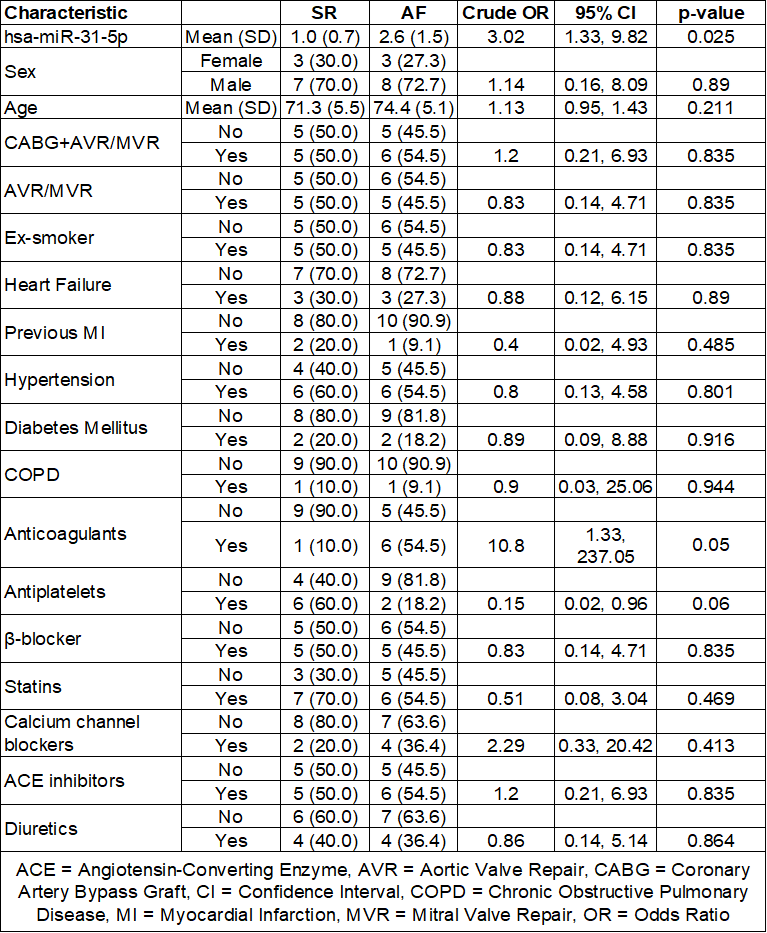 Characteristic SR AF Crude OR 95% CI p-value
hsa-miR-31-5p Mean (SD) 1.0 (0.7) 2.6 (1.5) 3.02 1.33, 9.82 0.025
Sex
Female 3 (30.0) 3 (27.3)
Male 7 (70.0) 8 (72.7) 1.14 0.16, 8.09 0.89
Age Mean (SD) 71.3 (5.5) 74.4 (5.1) 1.13 0.95, 1.43 0.211
CABG+AVR/MVR
No 5 (50.0) 5 (45.5)
Yes 5 (50.0) 6 (54.5) 1.2 0.21, 6.93 0.835
AVR/MVR
No 5 (50.0) 6 (54.5)
Yes 5 (50.0) 5 (45.5) 0.83 0.14, 4.71 0.835
Ex-smoker
No 5 (50.0) 6 (54.5)
Yes 5 (50.0) 5 (45.5) 0.83 0.14, 4.71 0.835
Heart Failure
No 7 (70.0) 8 (72.7)
Yes 3 (30.0) 3 (27.3) 0.88 0.12, 6.15 0.89
Previous MI
No 8 (80.0) 10 (90.9)
Yes 2 (20.0) 1 (9.1) 0.4 0.02, 4.93 0.485
Hypertension
No 4 (40.0) 5 (45.5)
Yes 6 (60.0) 6 (54.5) 0.8 0.13, 4.58 0.801
Diabetes Mellitus
No 8 (80.0) 9 (81.8)
Yes 2 (20.0) 2 (18.2) 0.89 0.09, 8.88 0.916
COPD
No 9 (90.0) 10 (90.9)
Yes 1 (10.0) 1 (9.1) 0.9 0.03, 25.06 0.944
Anticoagulants
No 9 (90.0) 5 (45.5)
Yes 1 (10.0) 6 (54.5) 10.8 1.33, 237.05 0.05
Antiplatelets
No 4 (40.0) 9 (81.8)
Yes 6 (60.0) 2 (18.2) 0.15 0.02, 0.96 0.06
β-blocker
No 5 (50.0) 6 (54.5)
Yes 5 (50.0) 5 (45.5) 0.83 0.14, 4.71 0.835
Statins
No 3 (30.0) 5 (45.5)
Yes 7 (70.0) 6 (54.5) 0.51 0.08, 3.04 0.469
Calcium channel
blockers
No 8 (80.0) 7 (63.6)
Yes 2 (20.0) 4 (36.4) 2.29 0.33, 20.42 0.413
ACE inhibitors
No 5 (50.0) 5 (45.5)
Yes 5 (50.0) 6 (54.5) 1.2 0.21, 6.93 0.835
Diuretics
No 6 (60.0) 7 (63.6)
Yes 4 (40.0) 4 (36.4) 0.86 0.14, 5.14 0.864
ACE = Angiotensin-Converting Enzyme, AVR = Aortic Valve Repair, CABG = Coronary
Artery Bypass Graft, CI = Confidence Interval, COPD = Chronic Obstructive Pulmonary
Disease, MI = Myocardial Infarction, MVR = Mitral Valve Repair, OR = Odds Ratio